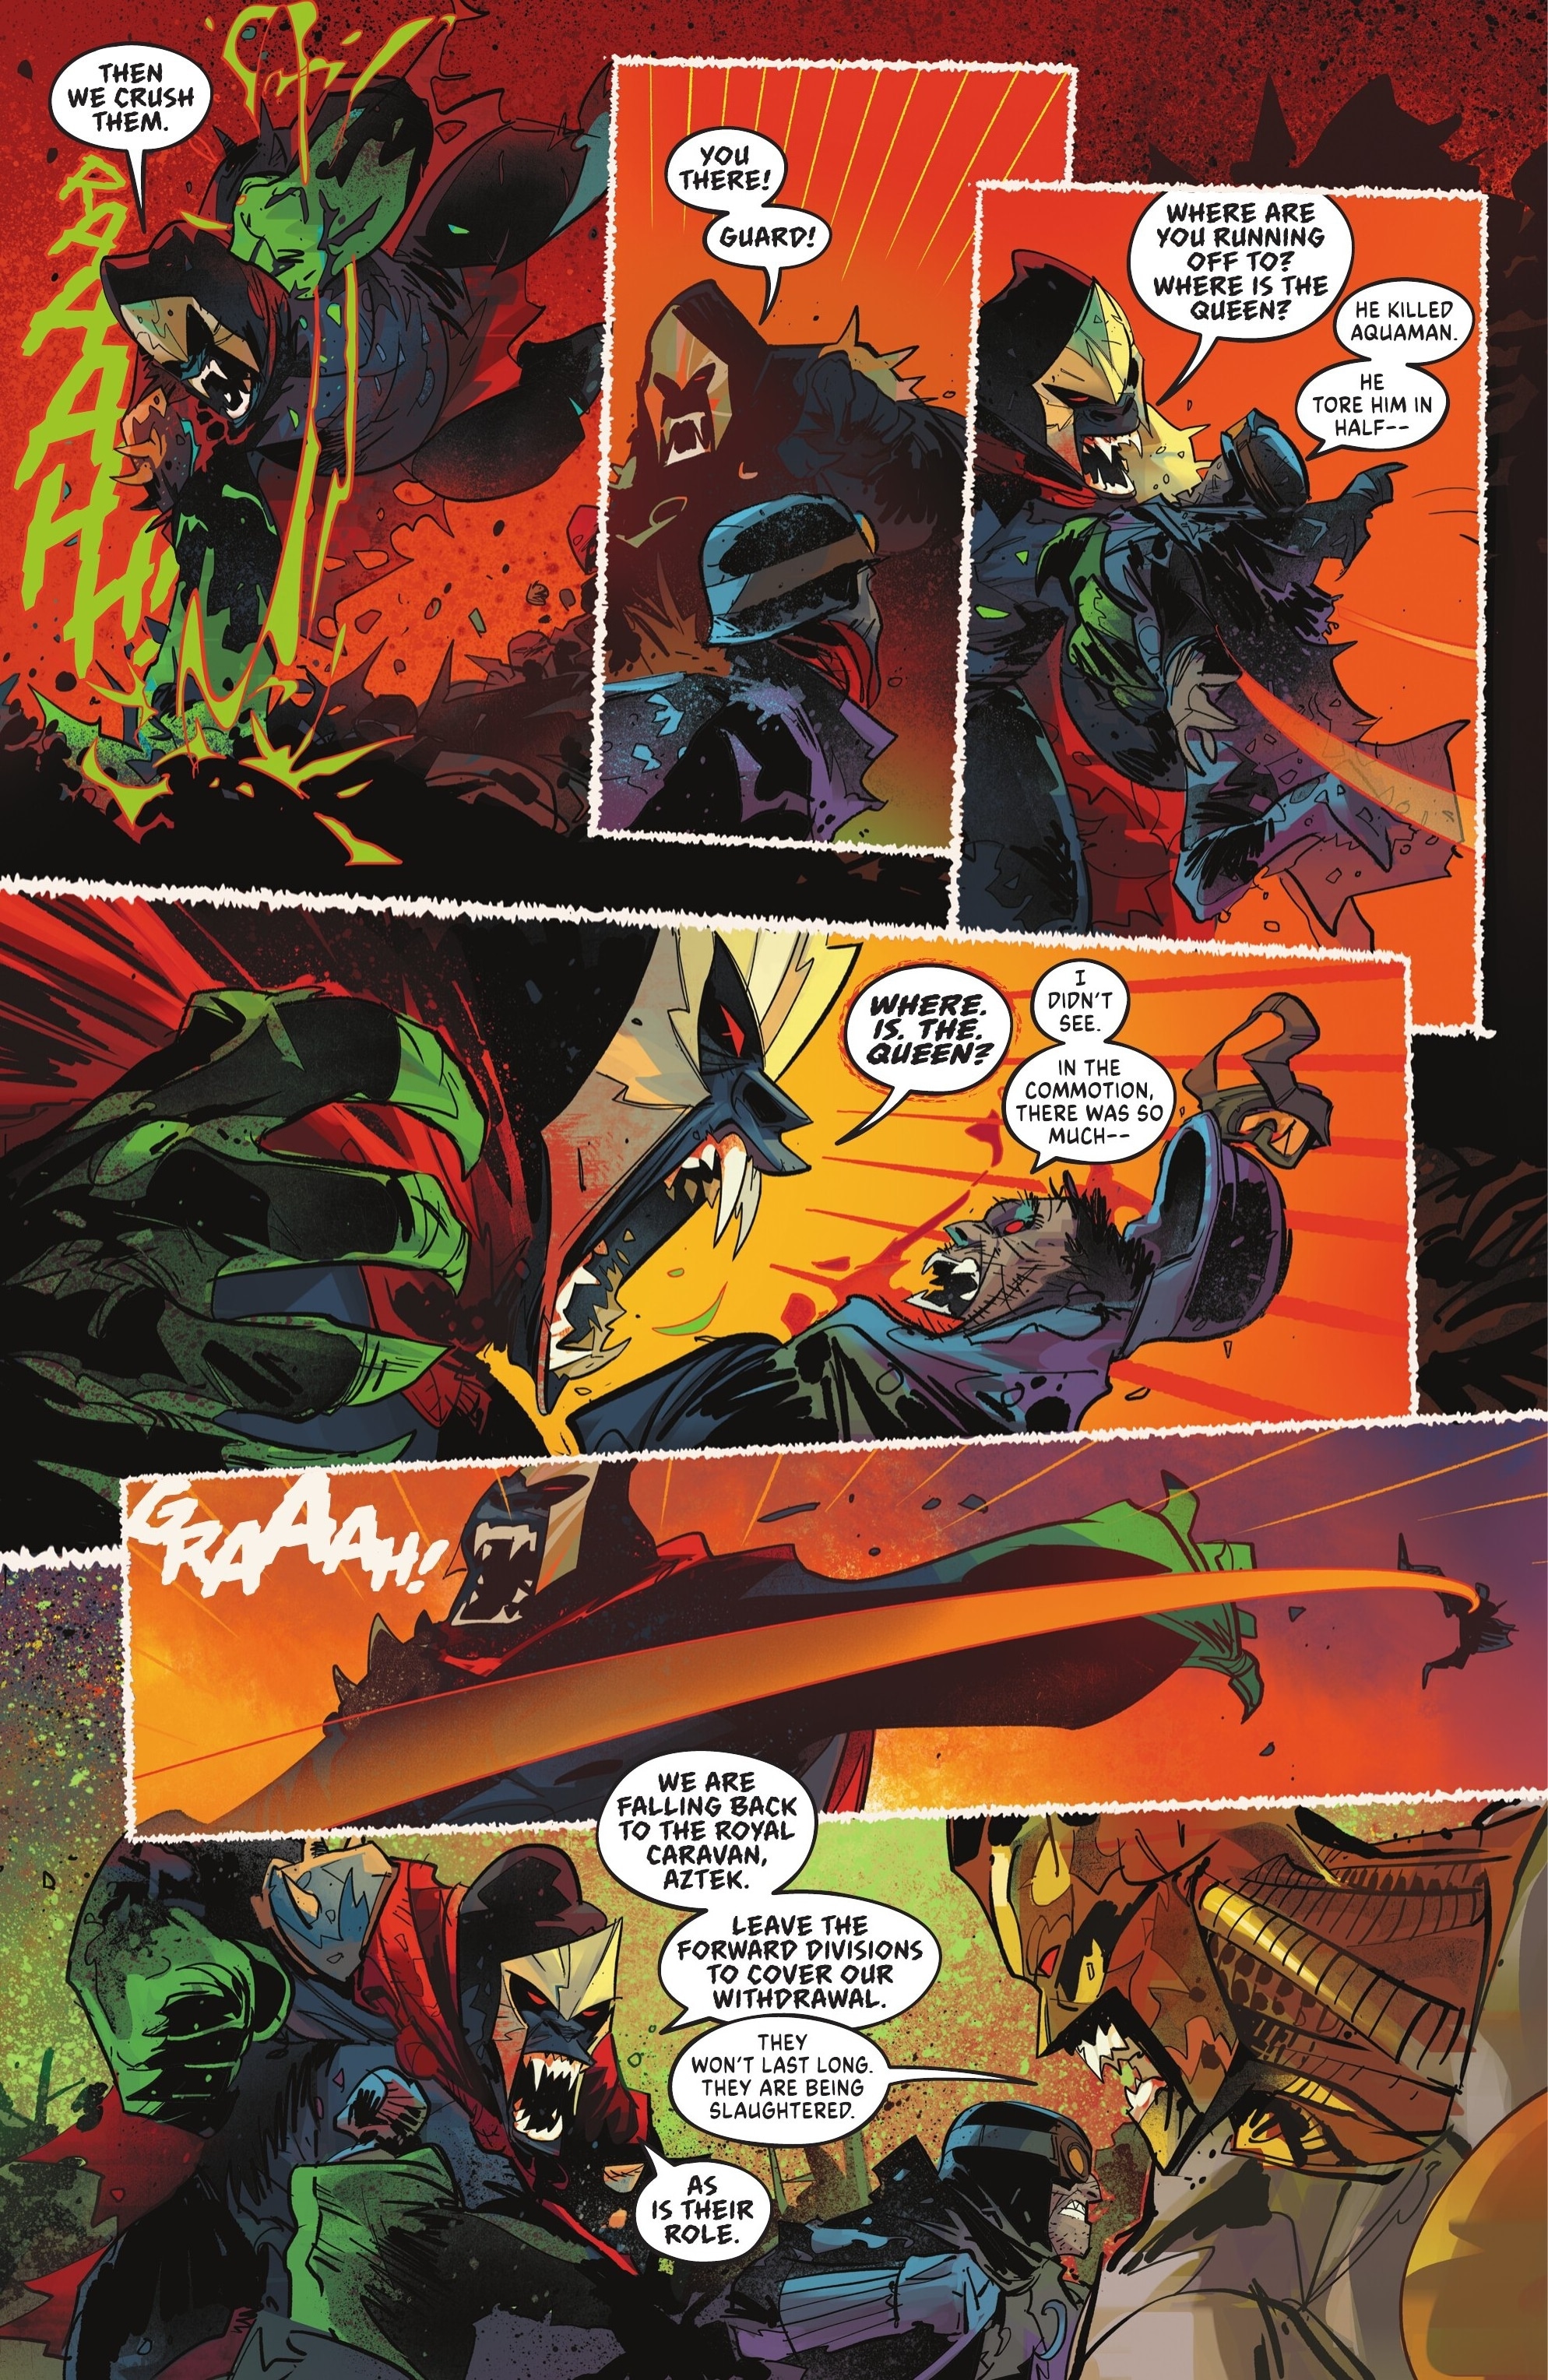 THEN
WE CRUSH
THEM.
RAAAAHH!
YOU
THERE!
GUARD!
WHERE ARE
YOU RUNNING
OFF TO?
WHERE IS THE
QUEEN?
HE KILLED
AQUAMAN.
HE
TORE HIM IN
HALF--
WHERE.
IS. THE.
QUEEN?
I
DIDN'T
SEE.
IN THE
COMMOTION,
THERE WAS SO
MUCH--
GRAAAAH!
WE ARE
FALLING BACK
TO THE ROYAL
CARAVAN,
AZTEK.
LEAVE THE
FORWARD DIVISIONS
TO COVER OUR
WITHDRAWAL.
THEY
WON'T LAST LONG.
THEY ARE BEING
SLAUGHTERED.
AS
IS THEIR
ROLE.